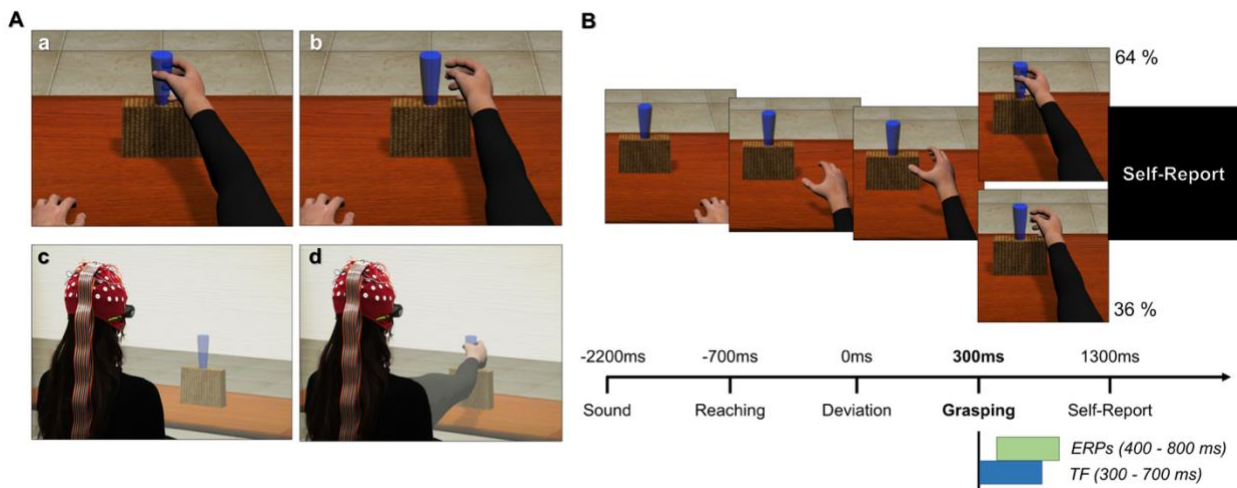 A
a
b
c
d
B
64 %
36 %
Self-Report
-2200ms -700ms 0ms 300ms 1300ms
Sound Reaching Deviation Grasping Self-Report
ERPs (400 - 800 ms)
TF (300 - 700 ms)